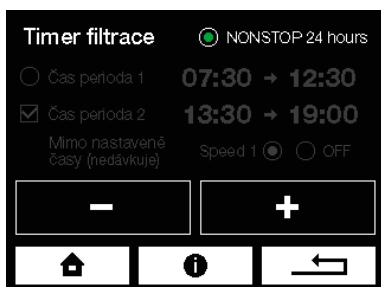 Timer filtrace NONSTOP 24 hours
Čas perioda 1 07:30 → 12:30
Čas perioda 2 13:30 → 19:00
Mimo nastavené
časy (nedávkuje) Speed 1 OFF
− +